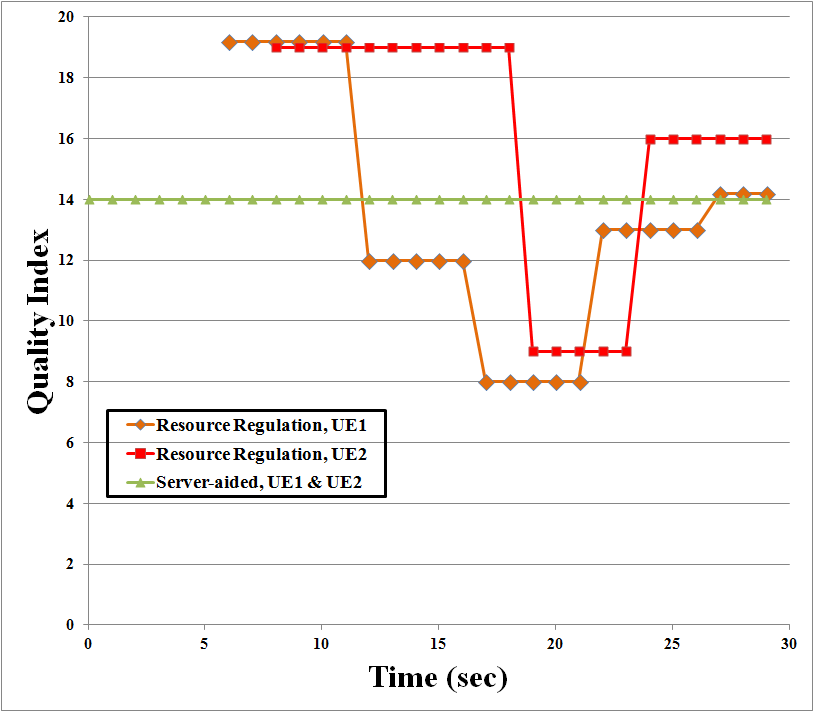 20
18
16
14
12
10
8
6
4
2
0
Quality Index
Resource Regulation, UE1
Resource Regulation, UE2
Server-aided, UE1 & UE2
0 5 10 15 20 25 30
Time (sec)